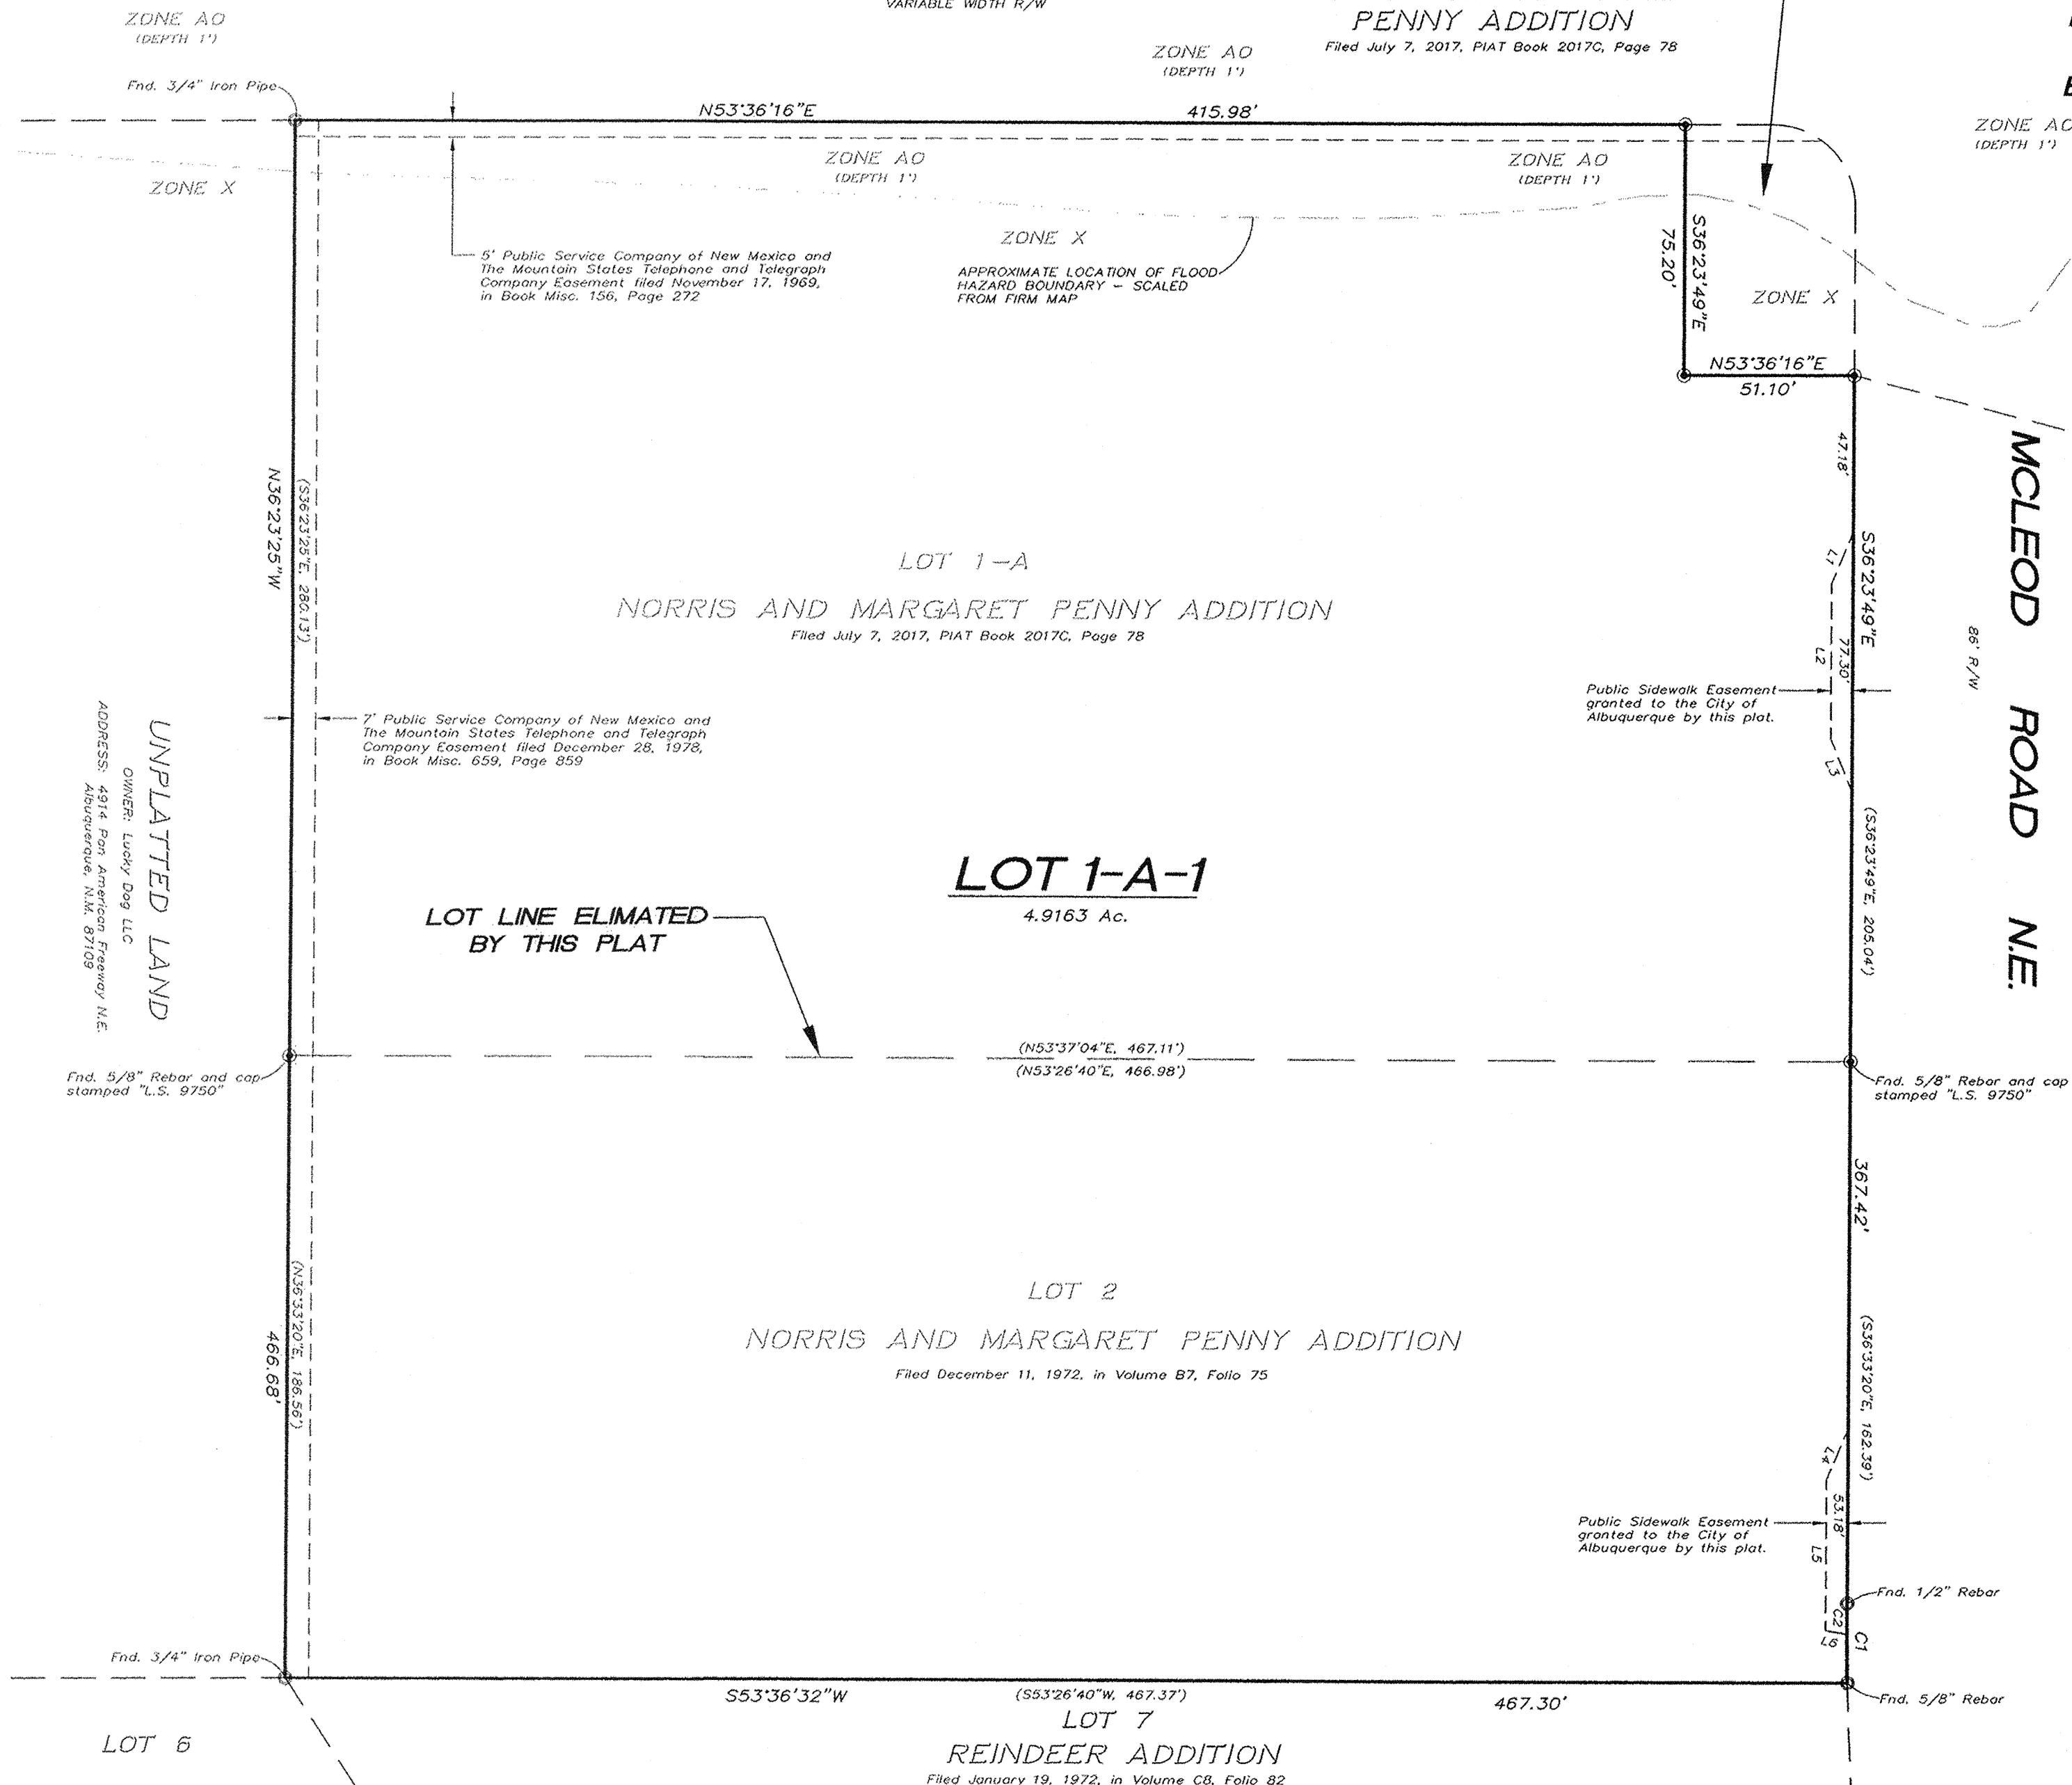 VARIABLE WIDTH R/W
PENNY ADDITION
Filed July 7, 2017, PlAT Book 2017C, Page 78
ZONE AO
(DEPTH 1')
ZONE AO
(DEPTH 1')
ZONE AO
(DEPTH 1')
Fnd. 3/4" Iron Pipe
N53°36'16"E
415.98'
ZONE AO
(DEPTH 1')
ZONE AO
(DEPTH 1')
ZONE X
ZONE X
ZONE X
5' Public Service Company of New Mexico and
The Mountain States Telephone and Telegraph
Company Easement filed November 17, 1969,
in Book Misc. 156, Page 272
APPROXIMATE LOCATION OF FLOOD
HAZARD BOUNDARY - SCALED
FROM FIRM MAP
S36°23'49"E
75.20'
N53°36'16"E
51.10'
47.18'
N36°23'25"W
(S36°23'25"E, 280.13')
LOT 1-A
NORRIS AND MARGARET PENNY ADDITION
Filed July 7, 2017, PlAT Book 2017C, Page 78
L1
S36°23'49"E
77.30'
L2
L3
Public Sidewalk Easement
granted to the City of
Albuquerque by this plat.
MCLEOD ROAD N.E.
86' R/W
7' Public Service Company of New Mexico and
The Mountain States Telephone and Telegraph
Company Easement filed December 28, 1978,
in Book Misc. 659, Page 859
UNPLATTED LAND
OWNER: Lucky Dog LLC
ADDRESS: 4914 Pan American Freeway N.E.
Albuquerque, N.M. 87109
LOT 1-A-1
4.9163 Ac.
LOT LINE ELIMATED
BY THIS PLAT
(S36°23'49"E, 205.04')
(N53°37'04"E, 467.11')
(N53°26'40"E, 466.98')
Fnd. 5/8" Rebar and cap
stamped "L.S. 9750"
Fnd. 5/8" Rebar and cap
stamped "L.S. 9750"
367.42'
LOT 2
NORRIS AND MARGARET PENNY ADDITION
Filed December 11, 1972, in Volume B7, Folio 75
(N36°33'20"E, 186.56')
466.68'
(S36°33'20"E, 162.39')
L4
53.18'
L5
Public Sidewalk Easement
granted to the City of
Albuquerque by this plat.
Fnd. 1/2" Rebar
C2
L6
C1
Fnd. 3/4" Iron Pipe
S53°36'32"W
(S53°26'40"W, 467.37')
467.30'
Fnd. 5/8" Rebar
LOT 6
LOT 7
REINDEER ADDITION
Filed January 19, 1972, in Volume C8, Folio 82